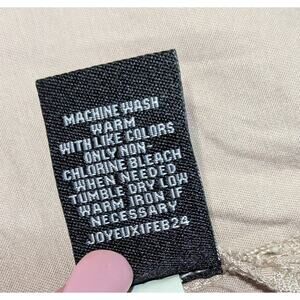 MACHINE WASH
WARM
WITH LIKE COLORS
ONLY NON
CHLORINE BLEACH
WHEN NEEDED
TUMBLE DRY LOW
WARM IRON IF
NECESSARY
JOYEUXIFEB24